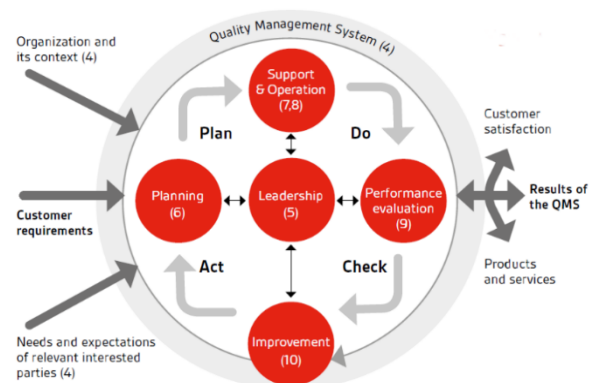 Quality Management System (4)
Organization and
its context (4)
Support
& Operation
(7,8)
Plan
Do
Customer
satisfaction
Planning
(6)
Leadership
(5)
Performance
evaluation
(9)
Customer
requirements
Results of
the QMS
Act
Check
Products
and services
Needs and expectations
of relevant interested
parties (4)
Improvement
(10)